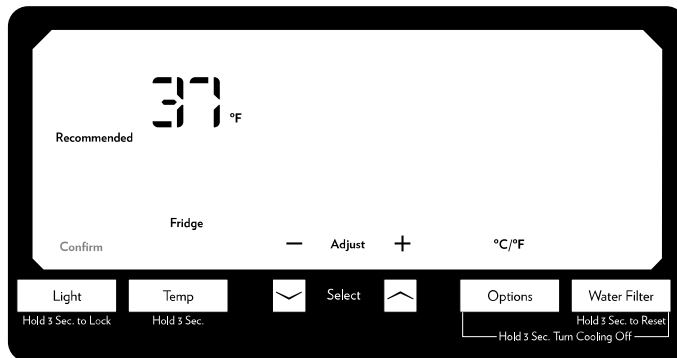 37 °F
Recommended
Fridge
Confirm
− Adjust +
°C/°F
Light
Temp
Select
Options
Water Filter
Hold 3 Sec. to Lock
Hold 3 Sec.
Hold 3 Sec. to Reset
Hold 3 Sec. Turn Cooling Off